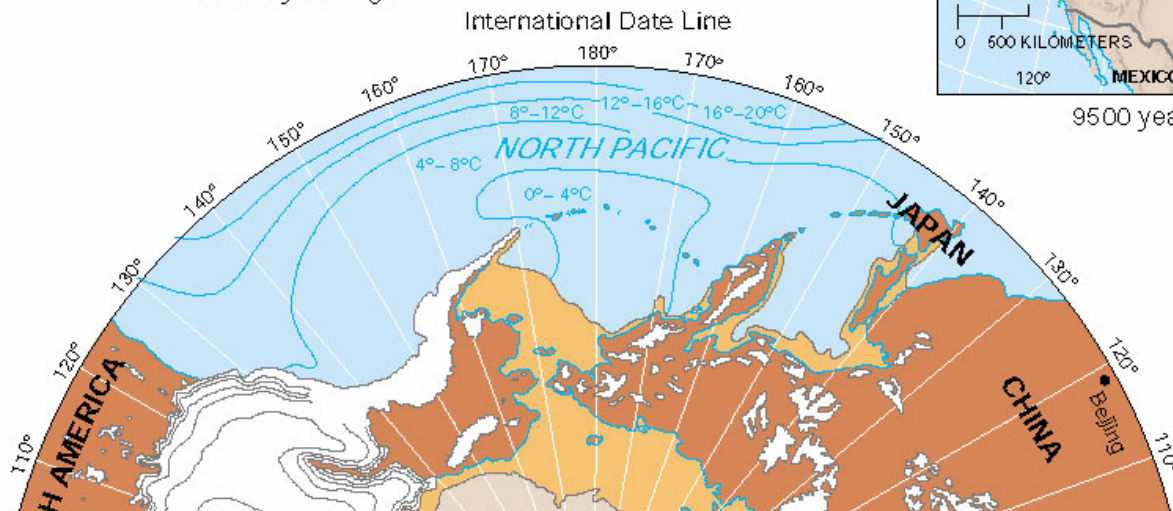 International Date Line
0 500 KILOMETERS
120°
MEXICO
9500 yea
180°
170°
170°
160°
160°
150°
150°
140°
140°
130°
130°
120°
120°
110°
110°
12°–16°C
16°–20°C
8°–12°C
NORTH PACIFIC
4°–8°C
0°–4°C
JAPAN
H AMERICA
CHINA
Beijing